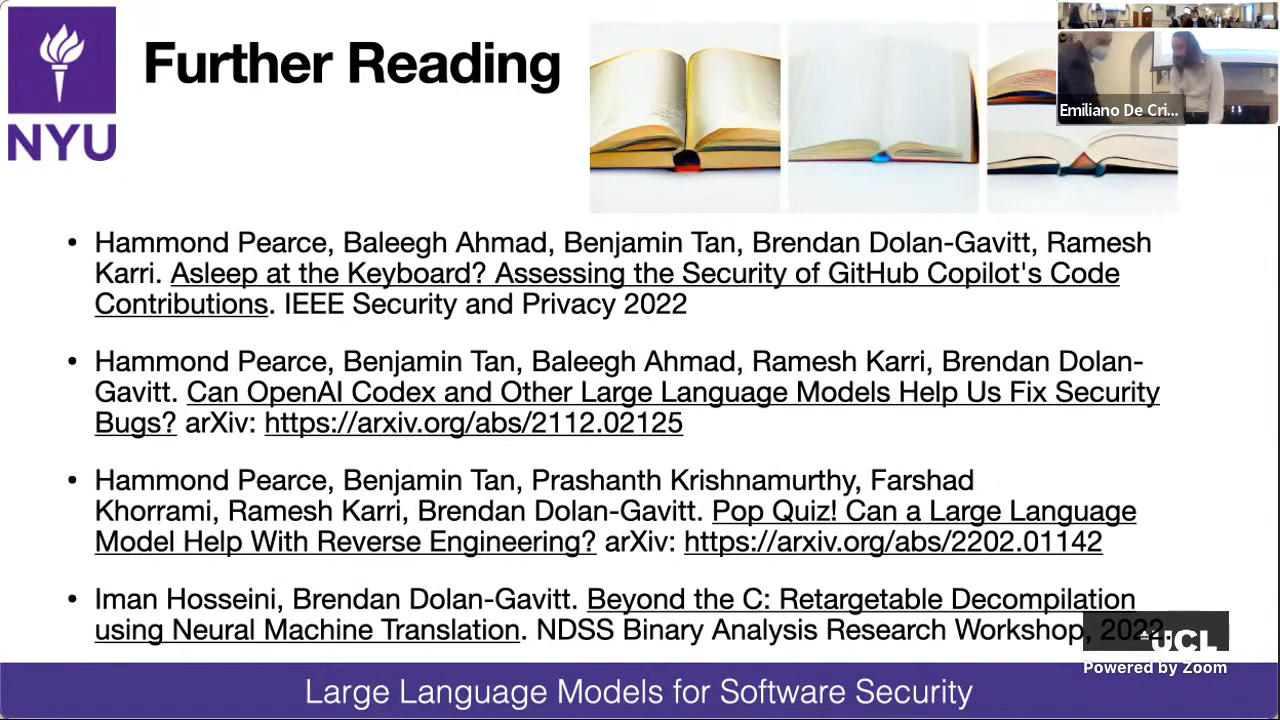 NYU
Further Reading
Emiliano De Cri...
• Hammond Pearce, Baleegh Ahmad, Benjamin Tan, Brendan Dolan-Gavitt, Ramesh
Karri. Asleep at the Keyboard? Assessing the Security of GitHub Copilot's Code
Contributions. IEEE Security and Privacy 2022
• Hammond Pearce, Benjamin Tan, Baleegh Ahmad, Ramesh Karri, Brendan Dolan-
Gavitt. Can OpenAI Codex and Other Large Language Models Help Us Fix Security
Bugs? arXiv: https://arxiv.org/abs/2112.02125
• Hammond Pearce, Benjamin Tan, Prashanth Krishnamurthy, Farshad
Khorrami, Ramesh Karri, Brendan Dolan-Gavitt. Pop Quiz! Can a Large Language
Model Help With Reverse Engineering? arXiv: https://arxiv.org/abs/2202.01142
• Iman Hosseini, Brendan Dolan-Gavitt. Beyond the C: Retargetable Decompilation
using Neural Machine Translation. NDSS Binary Analysis Research Workshop, 2022.
UCL
Powered by Zoom
Large Language Models for Software Security